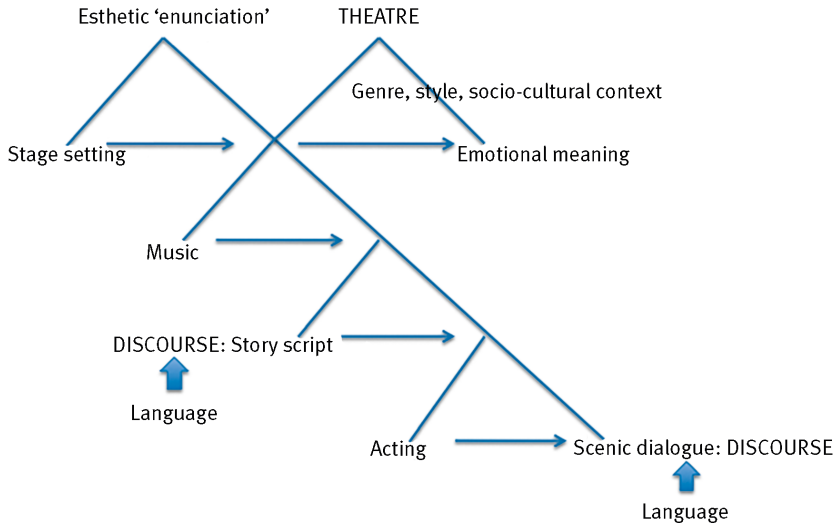 Esthetic ‘enunciation’
THEATRE
Genre, style, socio-cultural context
Stage setting
Emotional meaning
Music
DISCOURSE: Story script
Language
Acting
Scenic dialogue: DISCOURSE
Language